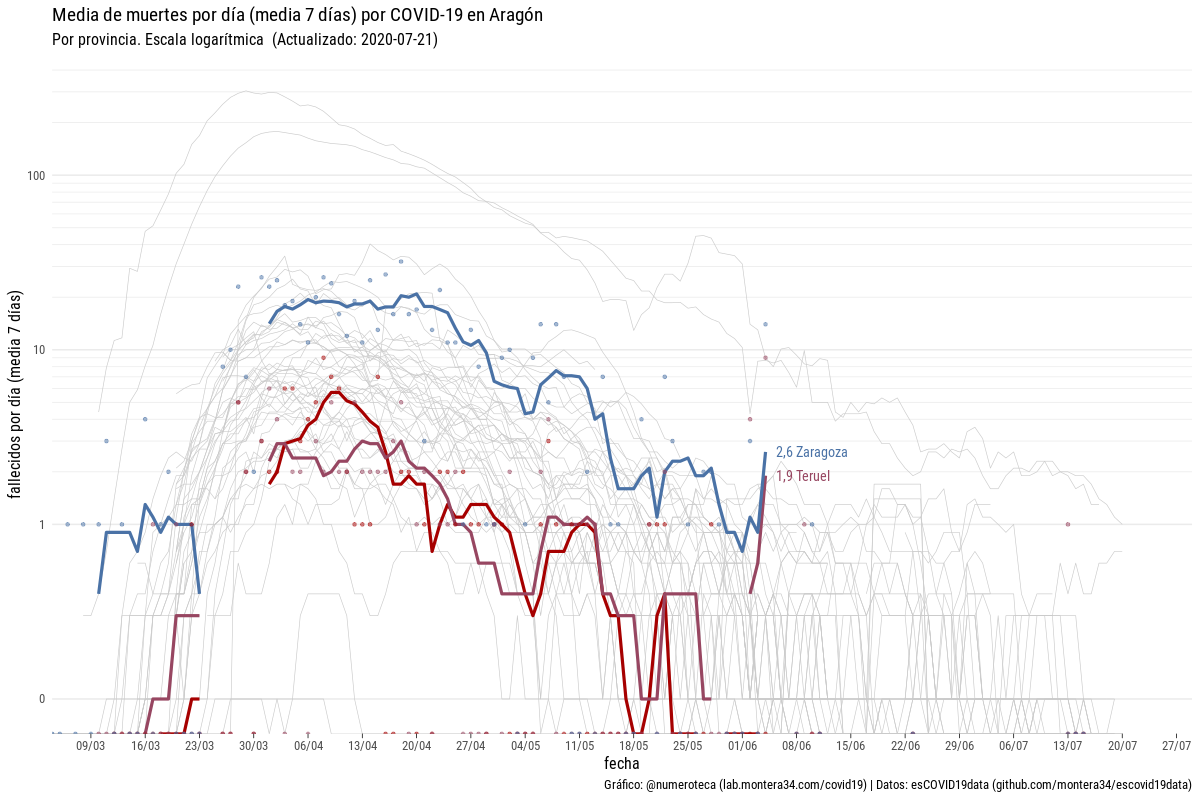 Media de muertes por día (media 7 días) por COVID-19 en Aragón
Por provincia. Escala logarítmica  (Actualizado: 2020-07-21)
fallecidos por día (media  7 días)
100
10
1
0
2,6 Zaragoza
1,9 Teruel
09/03 16/03 23/03 30/03 06/04 13/04 20/04 27/04 04/05 11/05 18/05 25/05 01/06 08/06 15/06 22/06 29/06 06/07 13/07 20/07 27/07
fecha
Gráfico: @numeroteca (lab.montera34.com/covid19) | Datos: esCOVID19data (github.com/montera34/escovid19data)